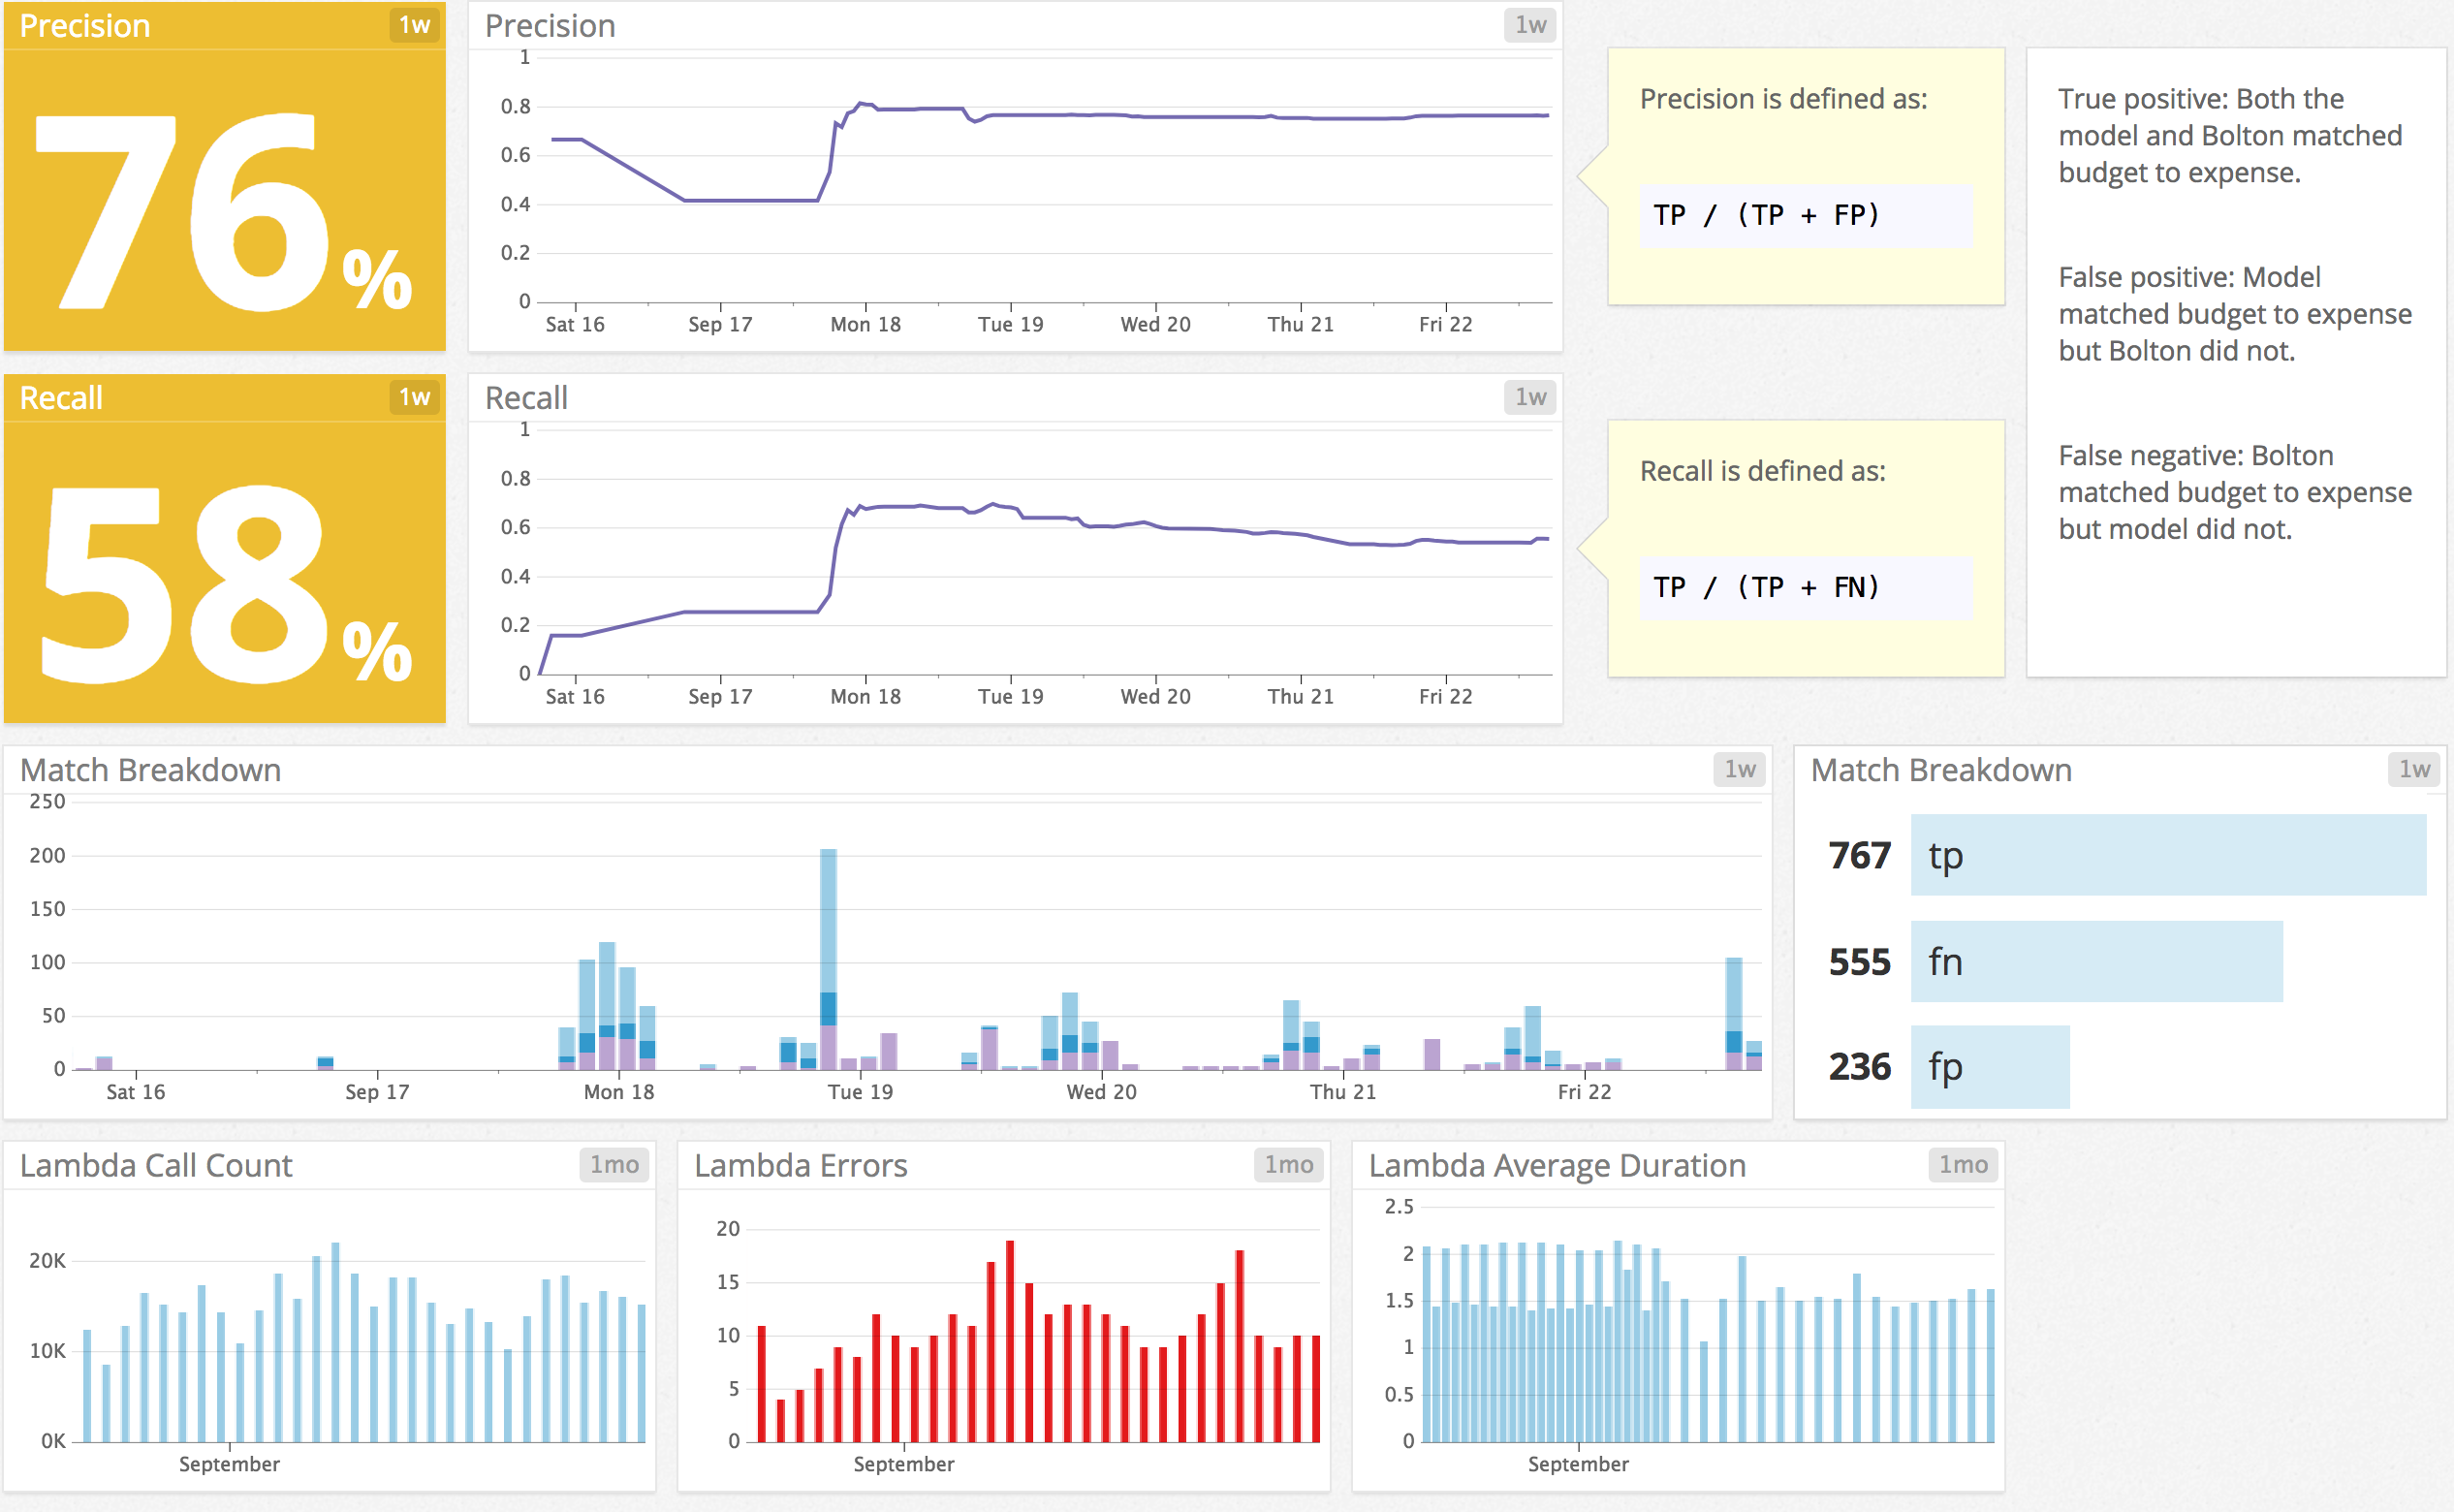 Precision 1w
76%
Precision 1w
1
0.8
0.6
0.4
0.2
0
Sat 16 Sep 17 Mon 18 Tue 19 Wed 20 Thu 21 Fri 22
Precision is defined as:
TP / (TP + FP)
True positive: Both the
model and Bolton matched
budget to expense.
False positive: Model
matched budget to expense
but Bolton did not.
False negative: Bolton
matched budget to expense
but model did not.
Recall 1w
58%
Recall 1w
1
0.8
0.6
0.4
0.2
0
Sat 16 Sep 17 Mon 18 Tue 19 Wed 20 Thu 21 Fri 22
Recall is defined as:
TP / (TP + FN)
Match Breakdown 1w
250
200
150
100
50
0
Sat 16 Sep 17 Mon 18 Tue 19 Wed 20 Thu 21 Fri 22
Match Breakdown 1w
767 tp
555 fn
236 fp
Lambda Call Count 1mo
20K
10K
0K
September
Lambda Errors 1mo
20
15
10
5
0
September
Lambda Average Duration 1mo
2.5
2
1.5
1
0.5
0
September